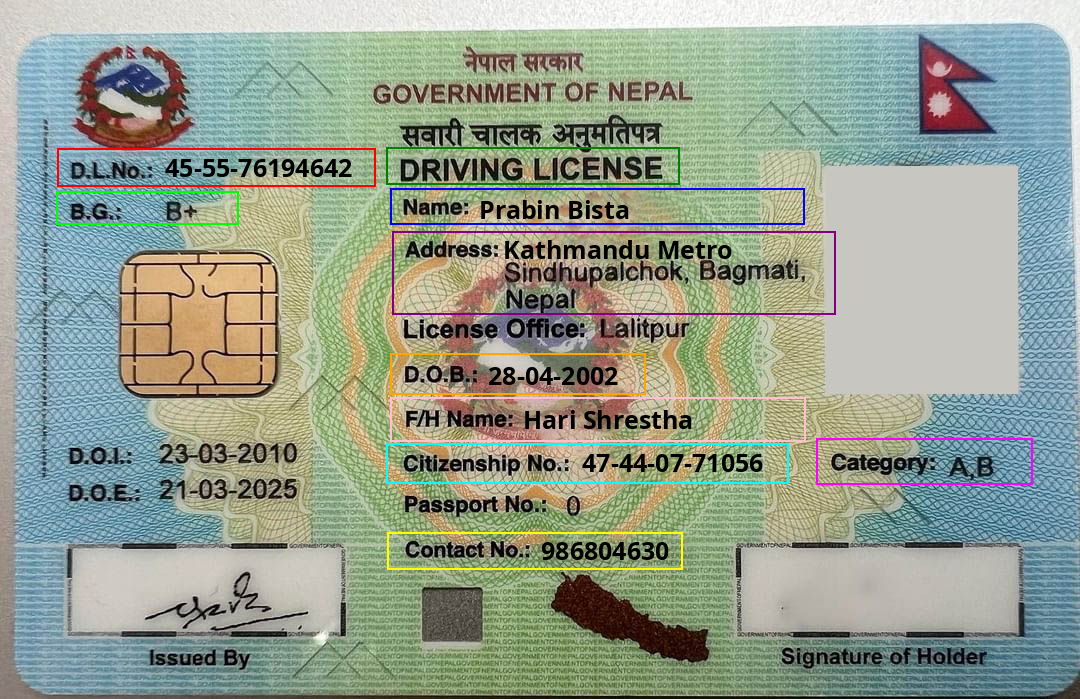 नेपाल सरकार
GOVERNMENT OF NEPAL
सवारी चालक अनुमतिपत्र
DRIVING LICENSE
D.L.No.: 45-55-76194642
B.G.: B+
Name: Prabin Bista
Address: Kathmandu Metro
Sindhupalchok, Bagmati,
Nepal
License Office: Lalitpur
D.O.B.: 28-04-2002
F/H Name: Hari Shrestha
D.O.I.: 23-03-2010
Citizenship No.: 47-44-07-71056
Category: A,B
D.O.E.: 21-03-2025
Passport No.: 0
Contact No.: 986804630
Issued By
Signature of Holder